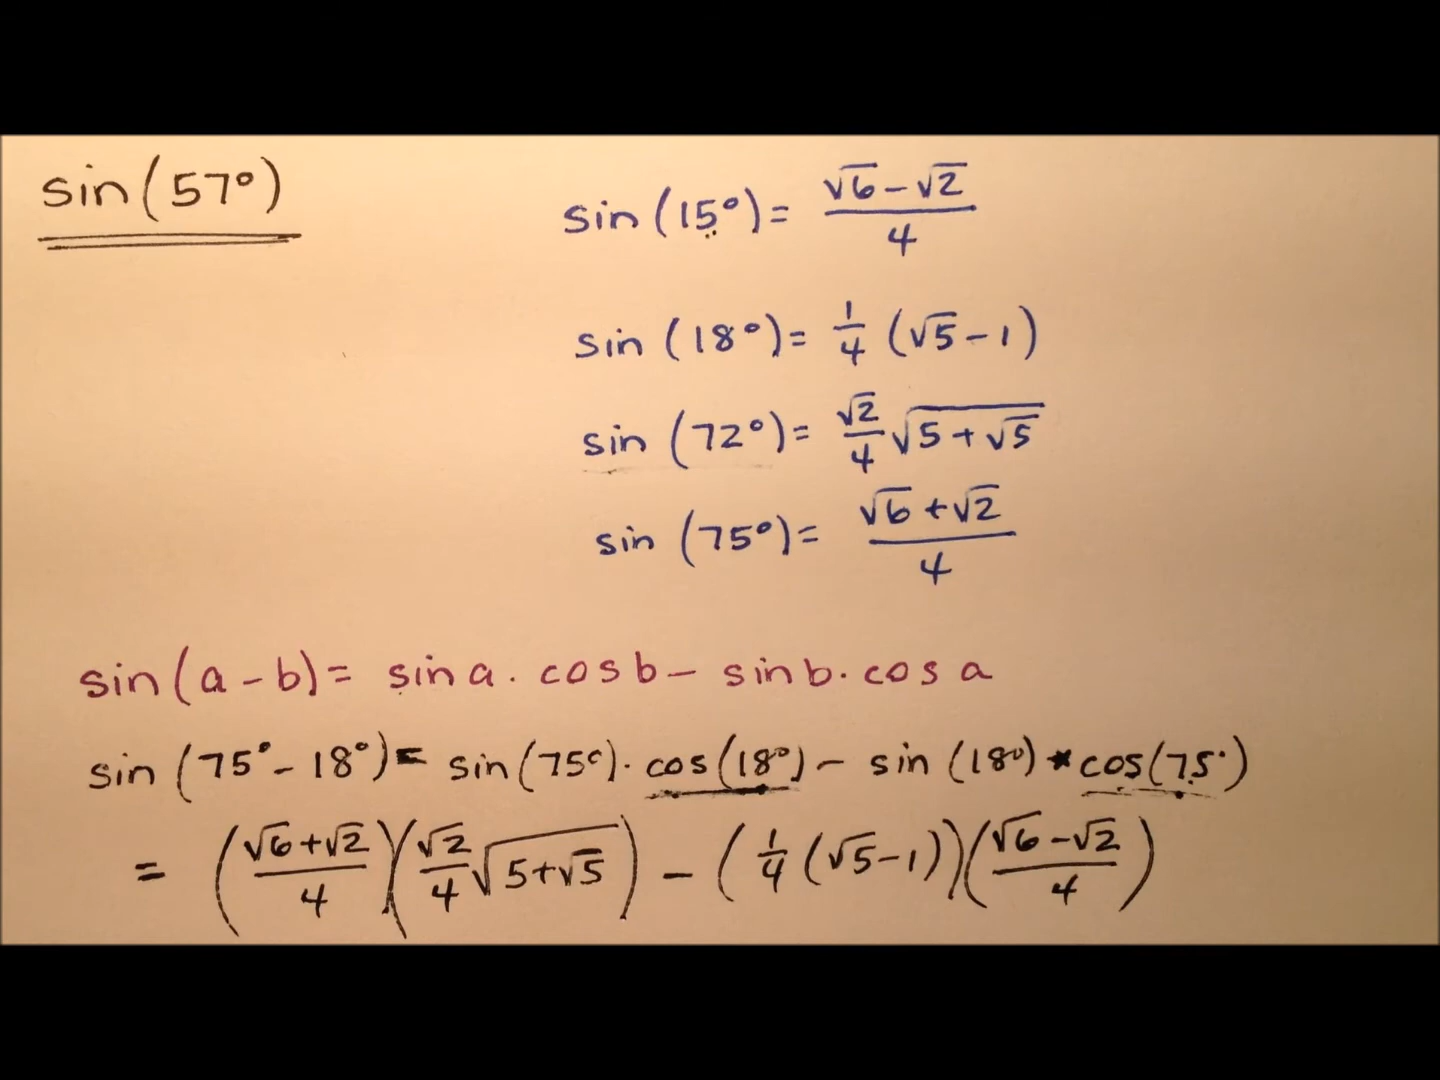 sin(57°)
sin(15°)= (√6-√2)/4
sin(18°)= 1/4 (√5-1)
sin(72°)= √2/4 √(5+√5)
sin(75°)= (√6+√2)/4
sin(a-b)= sin a · cos b - sin b · cos a
sin(75°-18°)= sin(75°)· cos(18°) - sin(18°) * cos(75°)
= ((√6+√2)/4)(√2/4 √(5+√5)) - (1/4 (√5-1))((√6-√2)/4)